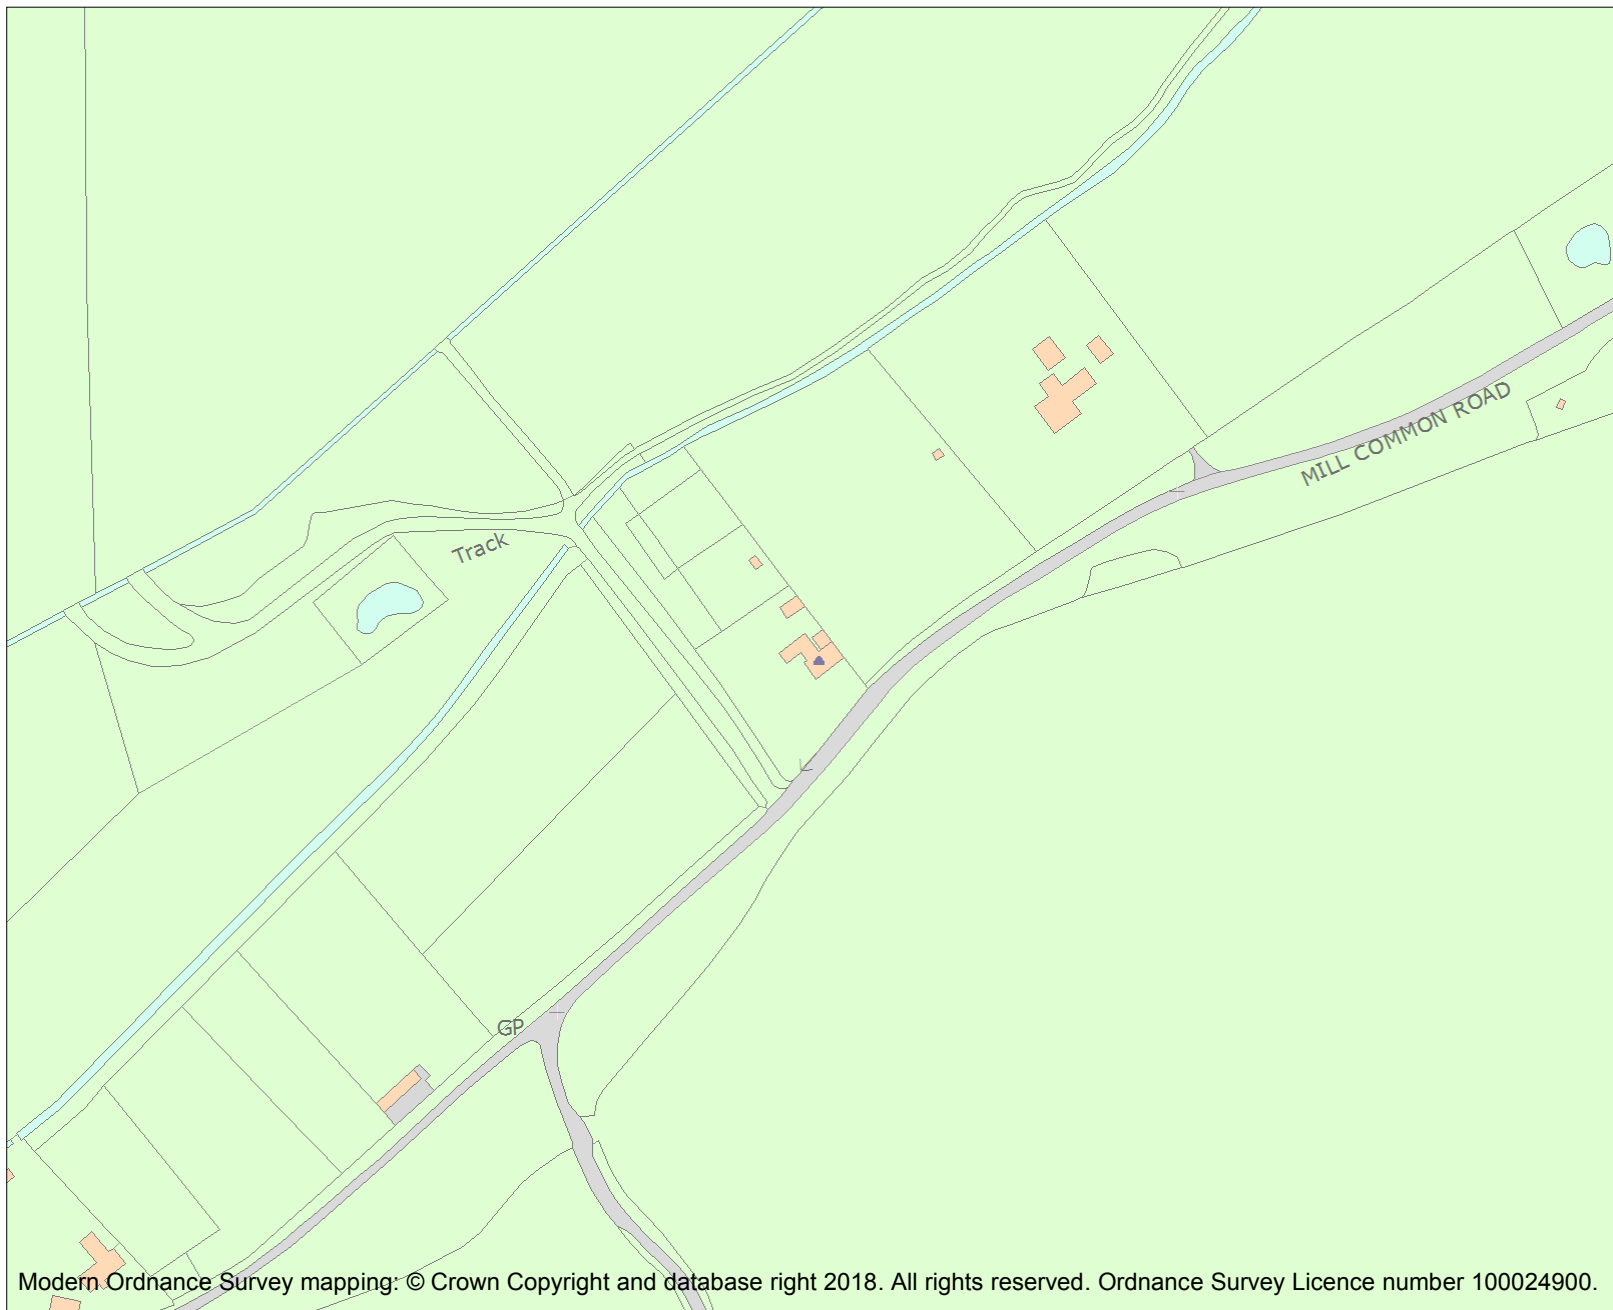 MILL COMMON ROAD
Track
GP
Modern Ordnance Survey mapping: © Crown Copyright and database right 2018. All rights reserved. Ordnance Survey Licence number 100024900.